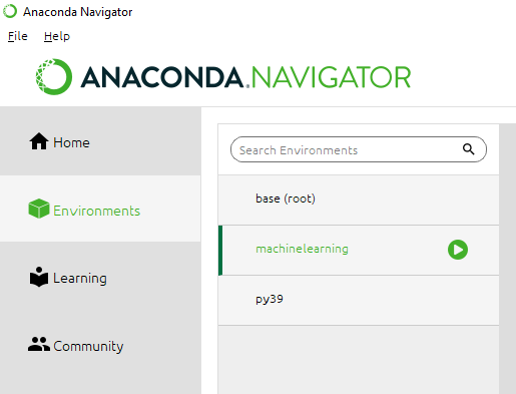 Anaconda Navigator
File Help
ANACONDA.NAVIGATOR
Home
Search Environments
base (root)
Environments
machinelearning
Learning
py39
Community